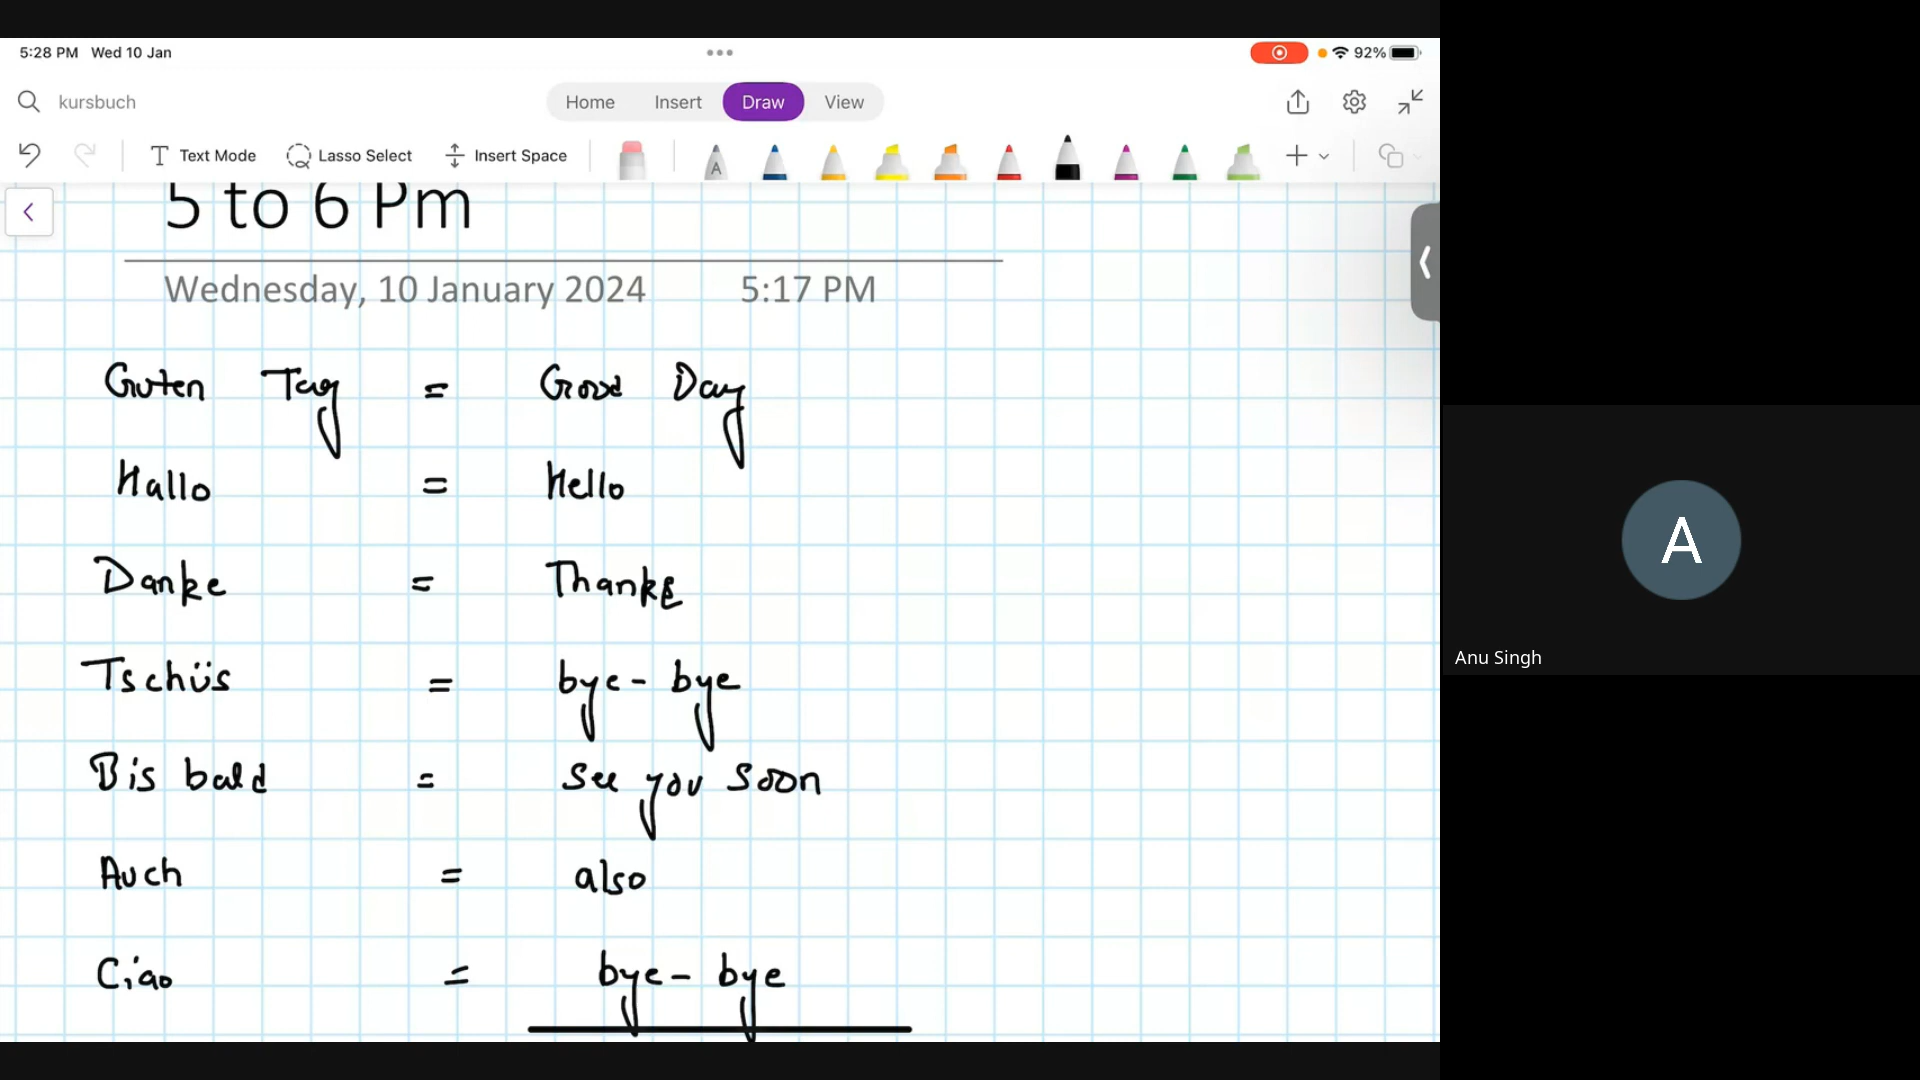 5:28 PM Wed 10 Jan
92%
kursbuch
Home Insert Draw View
Text Mode Lasso Select Insert Space
A
5 to 6 Pm
Wednesday, 10 January 2024 5:17 PM
Guten Tag = Good Day
Hallo = Hello
Danke = Thanks
Tschüs = bye - bye
Bis bald = See you soon
Auch = also
Ciao = bye - bye
A
Anu Singh